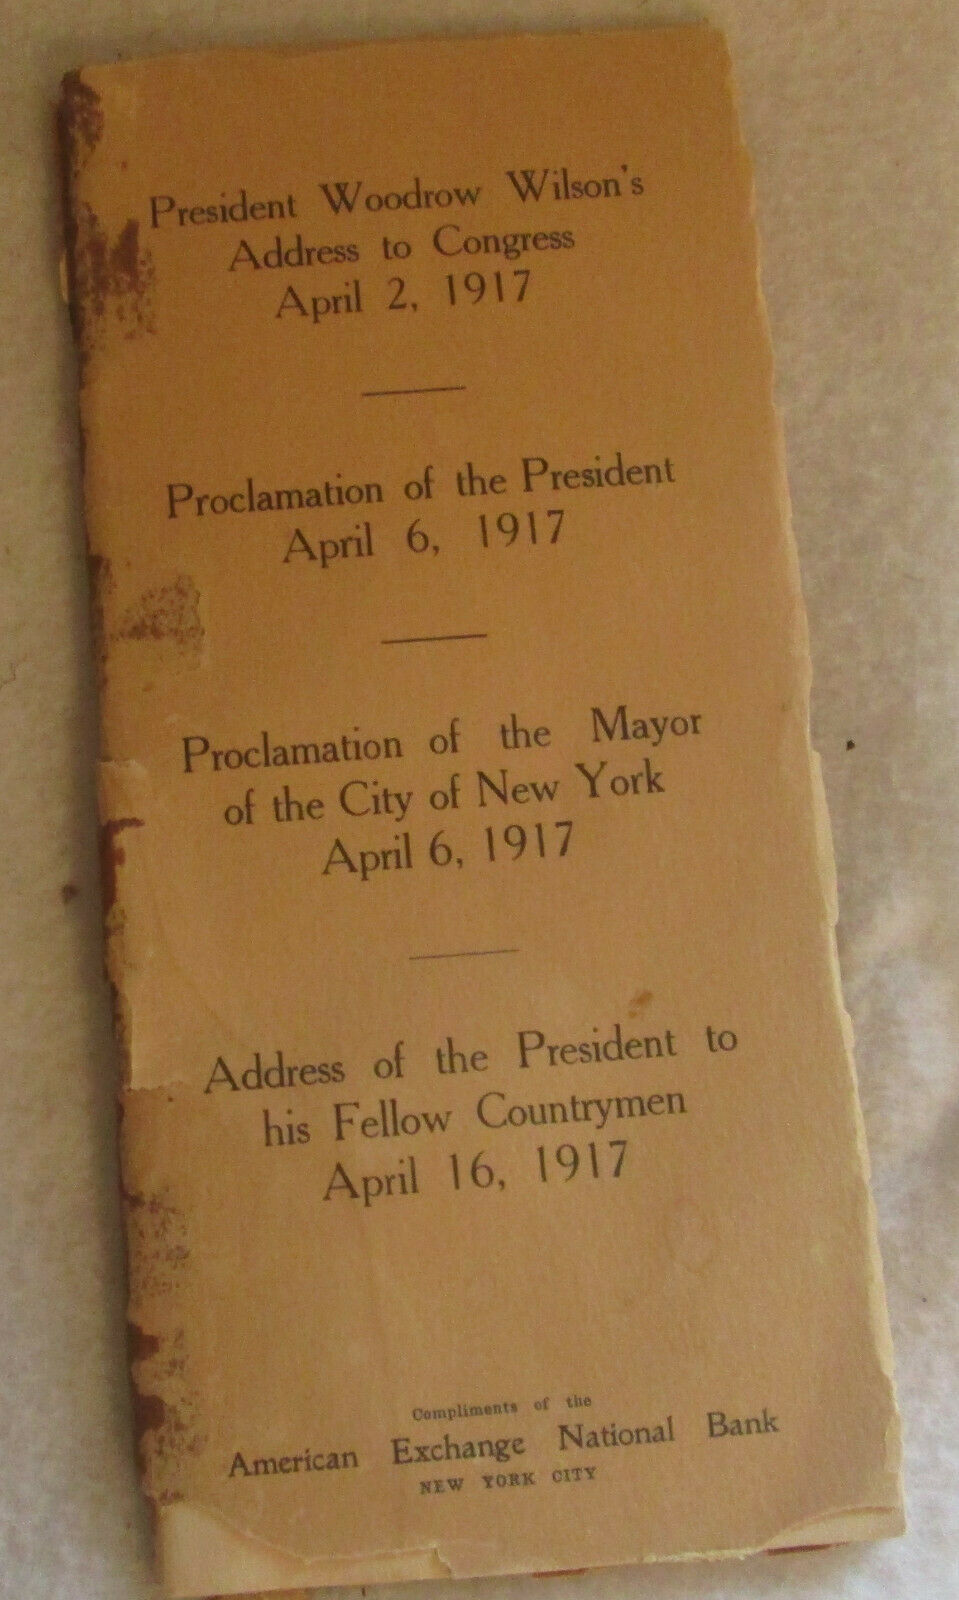 President Woodrow Wilson's
Address to Congress
April 2, 1917
Proclamation of the President
April 6, 1917
Proclamation of the Mayor
of the City of New York
April 6, 1917
Address of the President to
his Fellow Countrymen
April 16, 1917
Compliments of the
American Exchange National Bank
NEW YORK CITY